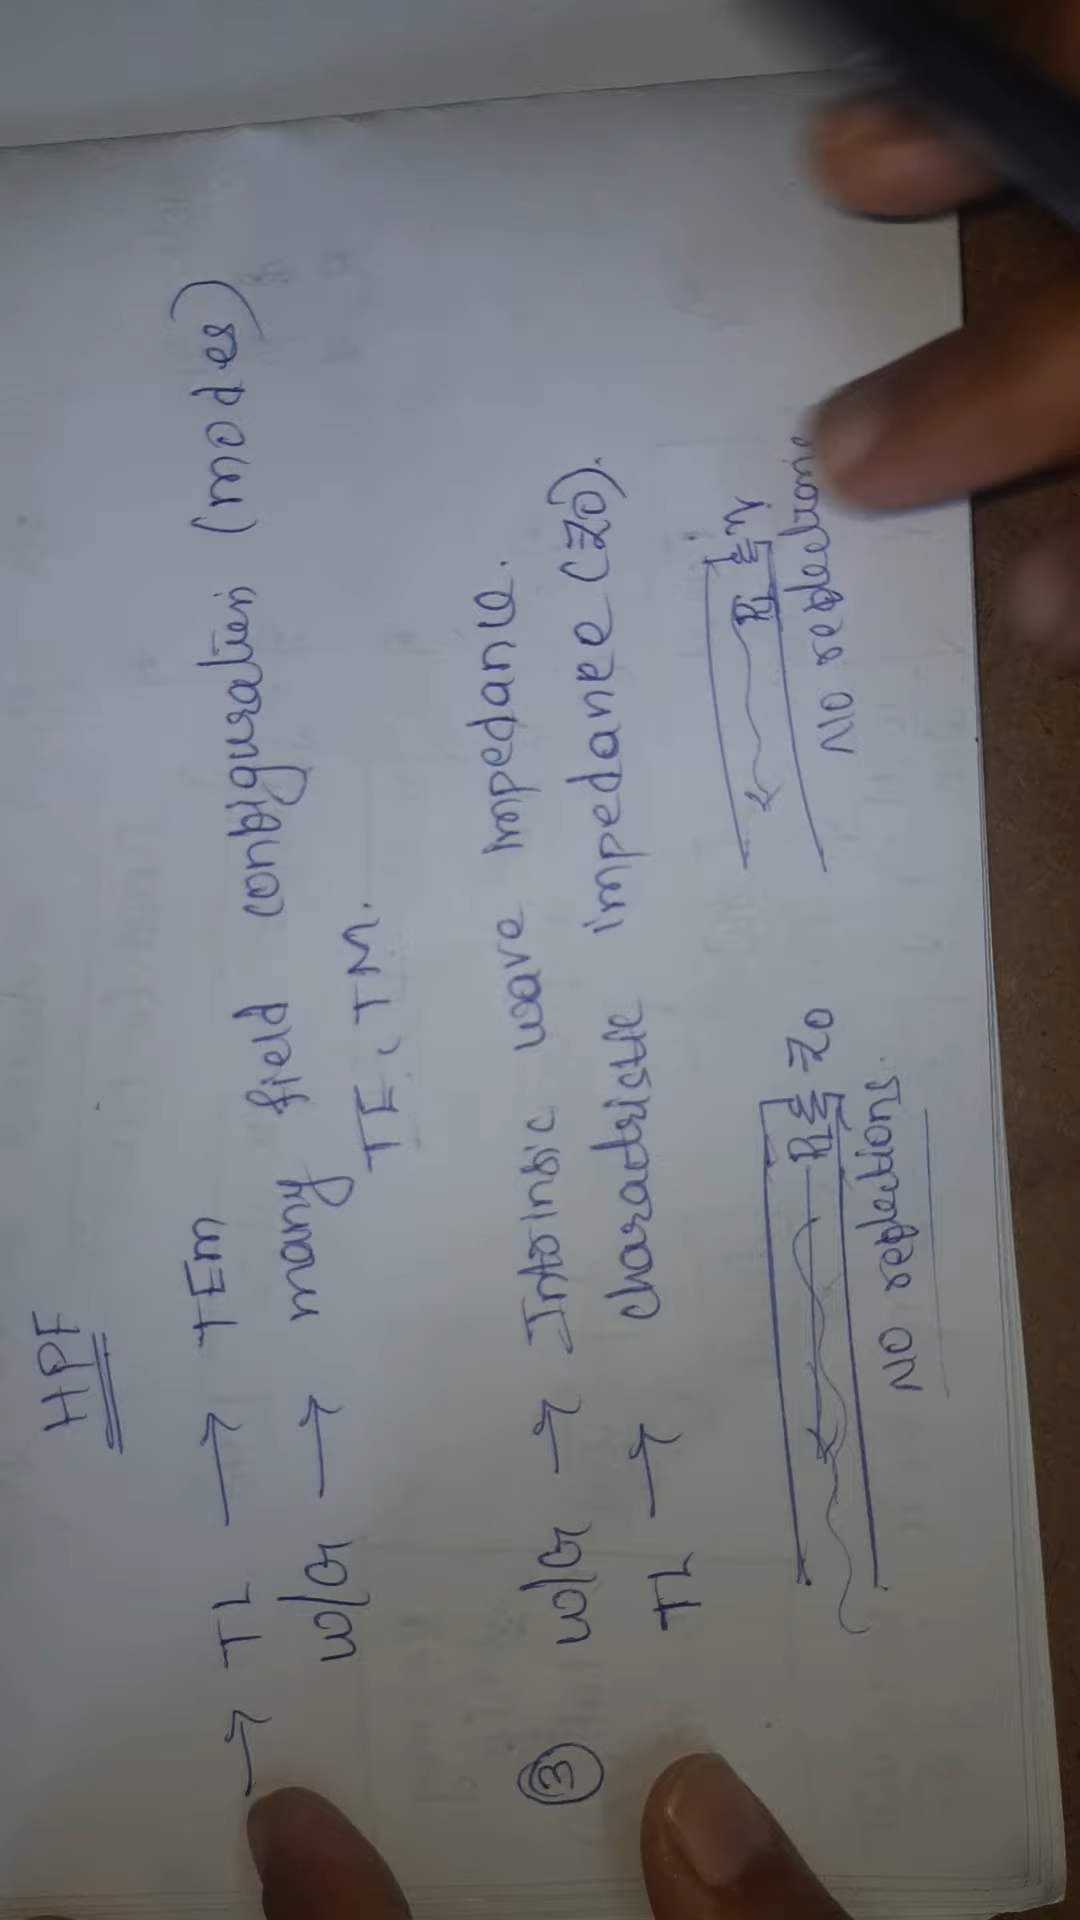 HPF
→ TL → TEM
w/G → many field configuration (modes)
TE, TM.
③ w/G → Intrinsic wave impedance.
TL → charactristic impedance (Z0).
RL Z0
No reflections.
RL η
No reflections